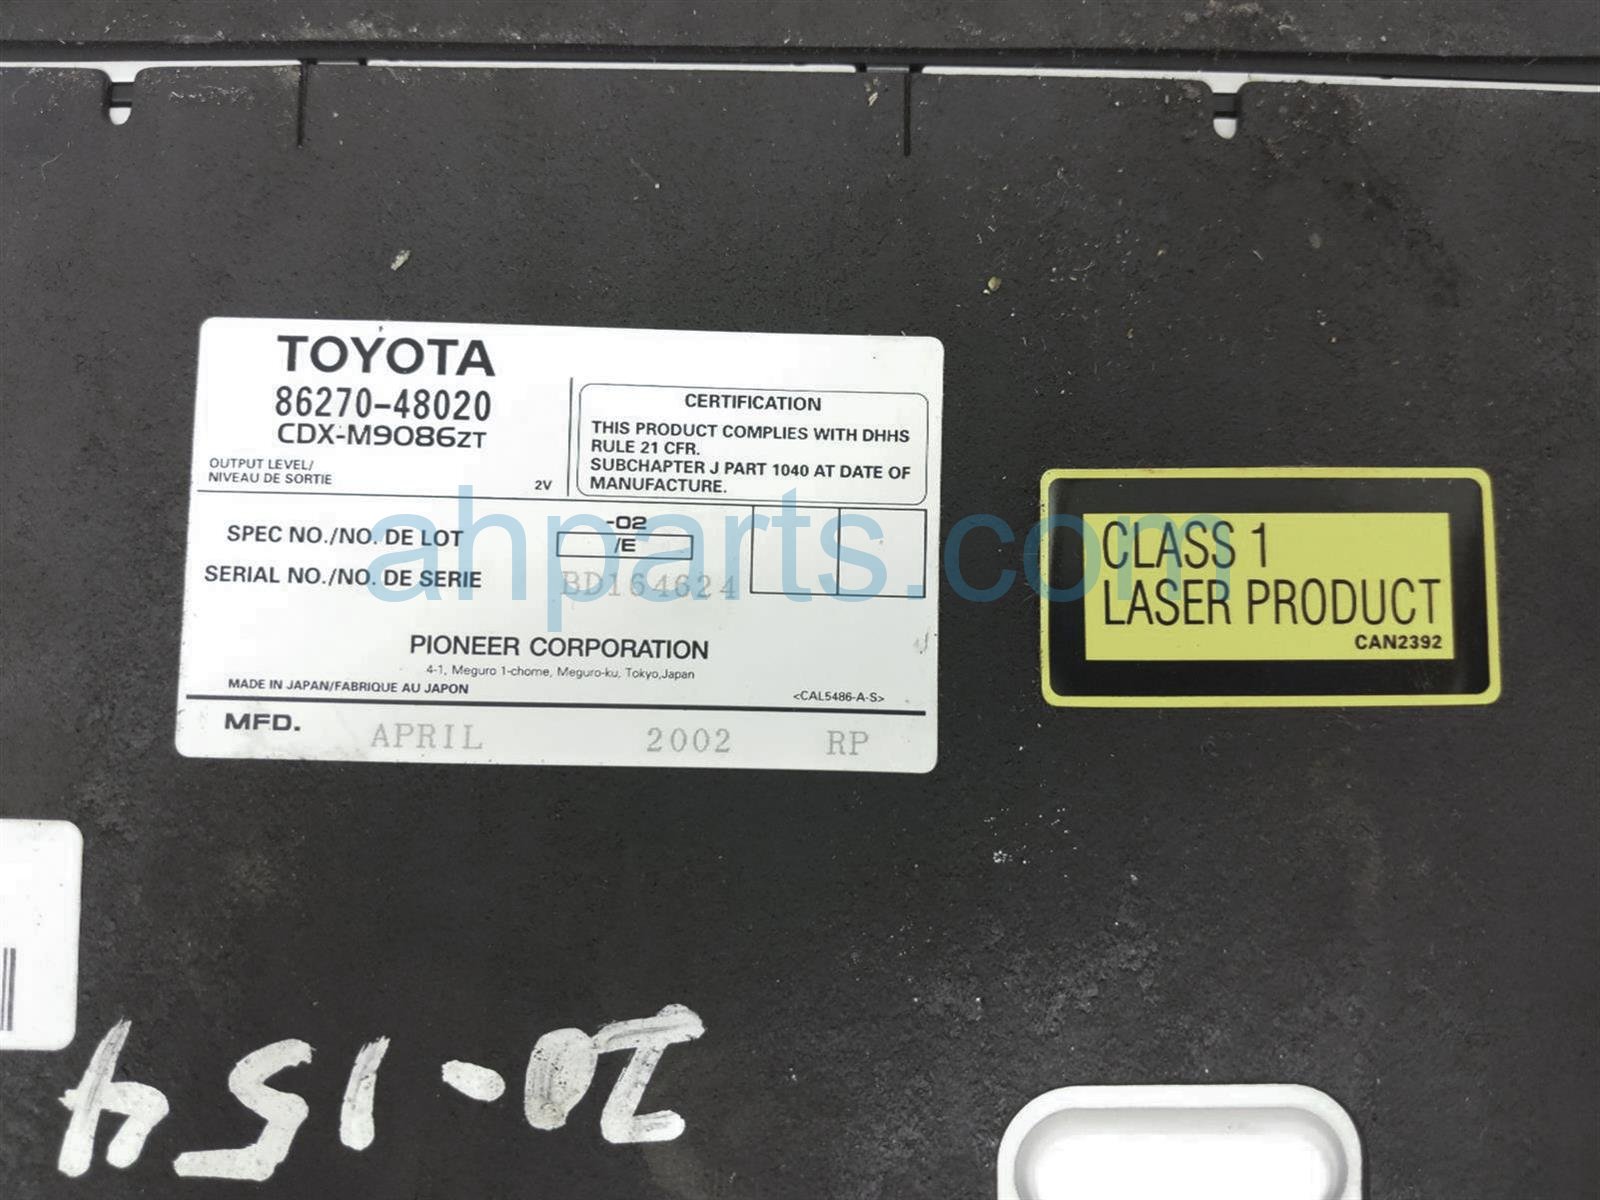 TOYOTA
86270-48020
CDX-M9086ZT
OUTPUT LEVEL/
NIVEAU DE SORTIE
2V
CERTIFICATION
THIS PRODUCT COMPLIES WITH DHHS
RULE 21 CFR.
SUBCHAPTER J PART 1040 AT DATE OF
MANUFACTURE.
SPEC NO./NO. DE LOT
-02
/E
SERIAL NO./NO. DE SERIE BD164624
PIONEER CORPORATION
4-1, Meguro 1-chome, Meguro-ku, Tokyo,Japan
MADE IN JAPAN/FABRIQUE AU JAPON
<CAL5486-A-S>
MFD. APRIL 2002 RP
CLASS 1
LASER PRODUCT
CAN2392
ahparts.com
20-154